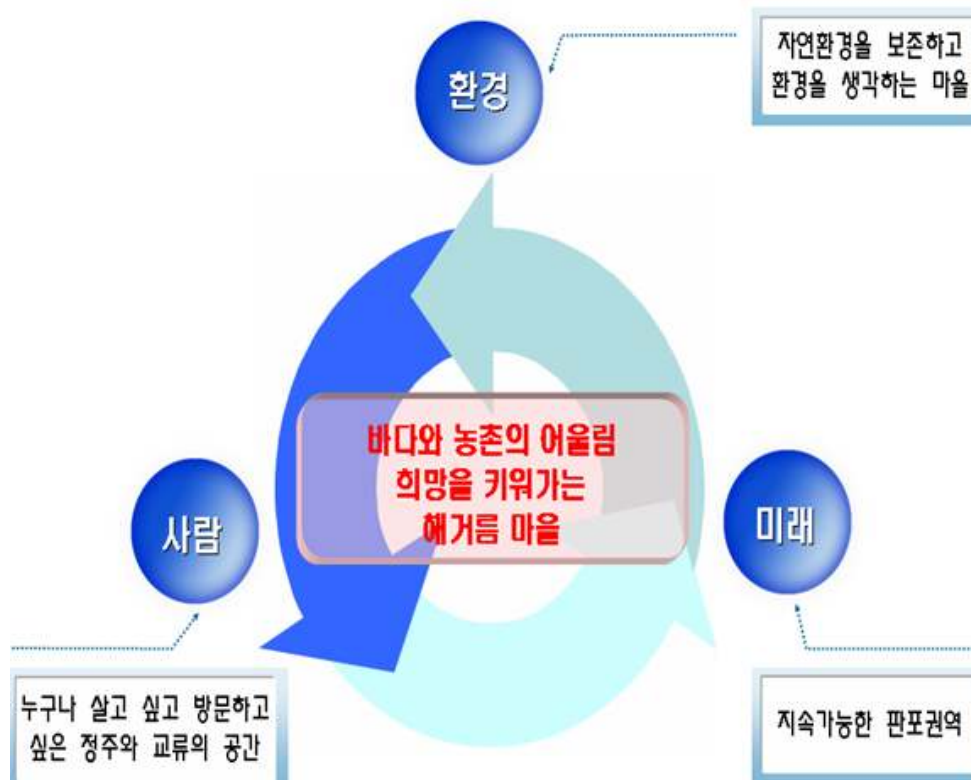 환경
자연환경을 보존하고
환경을 생각하는 마을
바다와 농촌의 어울림
희망을 키워가는
해거름 마을
사람
미래
누구나 살고 싶고 방문하고
싶은 정주와 교류의 공간
지속가능한 판포권역